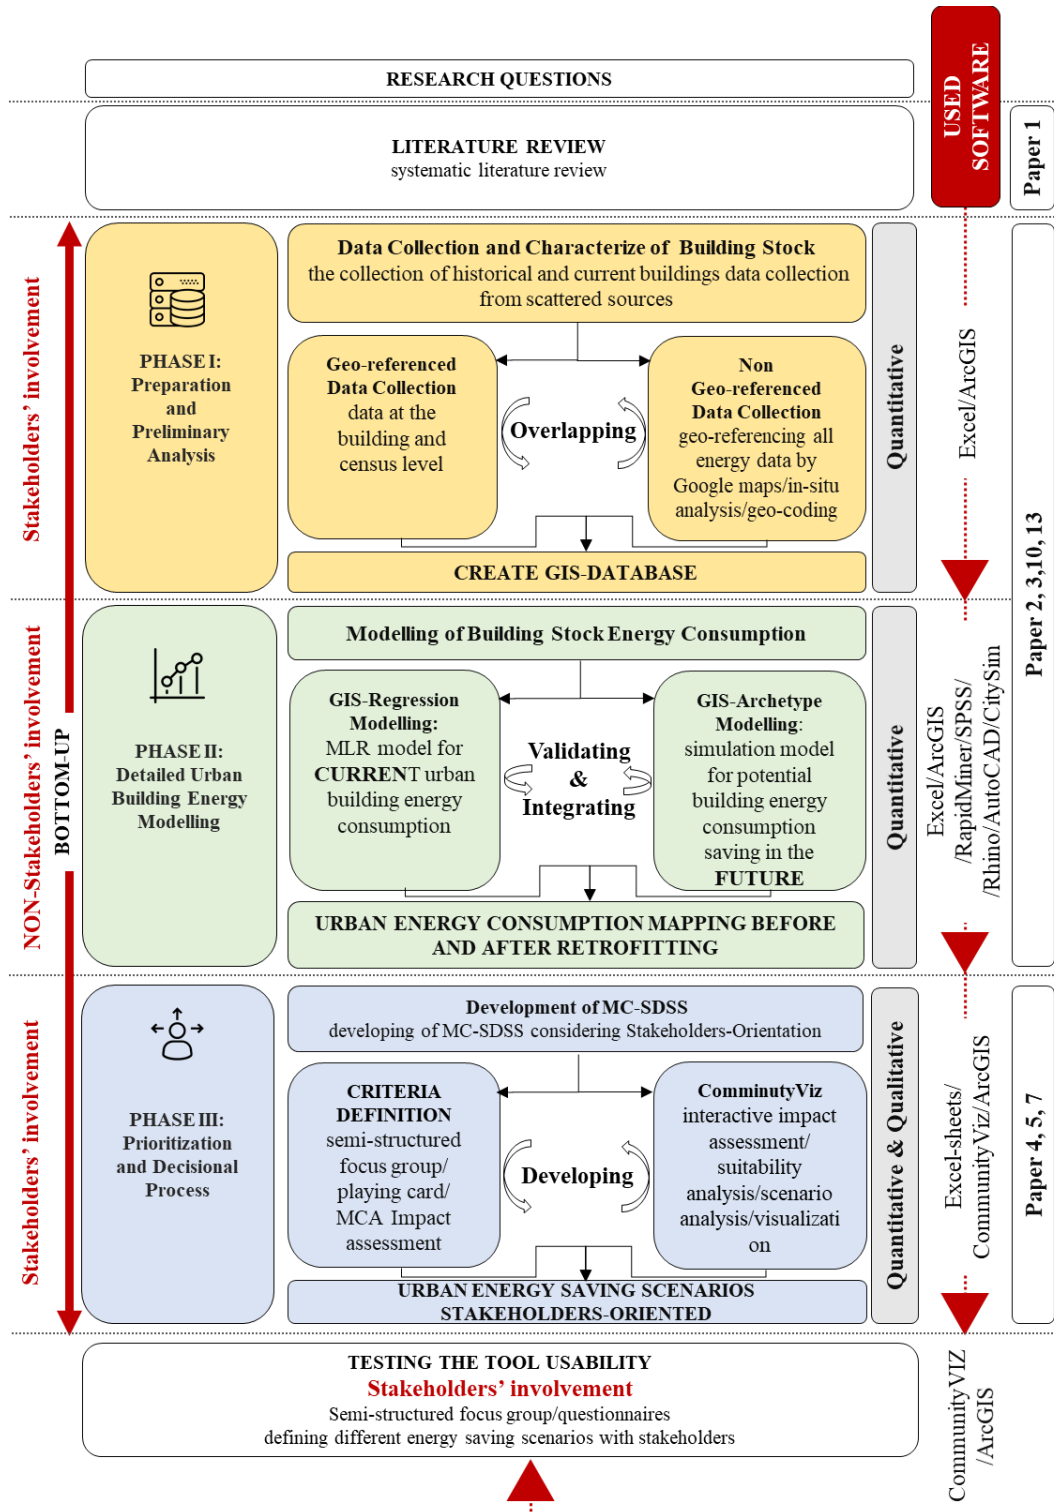 RESEARCH QUESTIONS
USED
SOFTWARE
LITERATURE REVIEW
systematic literature review
Paper 1
Stakeholders’ involvement
PHASE I:
Preparation
and
Preliminary
Analysis
Data Collection and Characterize of Building Stock
the collection of historical and current buildings data collection
from scattered sources
Geo-referenced
Data Collection
data at the
building and
census level
Overlapping
Non
Geo-referenced
Data Collection
geo-referencing all
energy data by
Google maps/in-situ
analysis/geo-coding
CREATE GIS-DATABASE
Quantitative
Excel/ArcGIS
Paper 2, 3,10, 13
NON-Stakeholders’ involvement
BOTTOM-UP
PHASE II:
Detailed Urban
Building Energy
Modelling
Modelling of Building Stock Energy Consumption
GIS-Regression
Modelling:
MLR model for
CURRENT urban
building energy
consumption
Validating
&
Integrating
GIS-Archetype
Modelling:
simulation model
for potential
building energy
consumption
saving in the
FUTURE
URBAN ENERGY CONSUMPTION MAPPING BEFORE
AND AFTER RETROFITTING
Quantitative
Excel/ArcGIS
/RapidMiner/SPSS/
/Rhino/AutoCAD/CitySim
Stakeholders’ involvement
PHASE III:
Prioritization
and Decisional
Process
Development of MC-SDSS
developing of MC-SDSS considering Stakeholders-Orientation
CRITERIA
DEFINITION
semi-structured
focus group/
playing card/
MCA Impact
assessment
Developing
ComminutyViz
interactive impact
assessment/
suitability
analysis/scenario
analysis/visualizati
on
URBAN ENERGY SAVING SCENARIOS
STAKEHOLDERS-ORIENTED
Quantitative & Qualitative
Excel-sheets/
CommunityViz/ArcGIS
Paper 4, 5, 7
TESTING THE TOOL USABILITY
Stakeholders’ involvement
Semi-structured focus group/questionnaires
defining different energy saving scenarios with stakeholders
CommunityVIZ
/ArcGIS